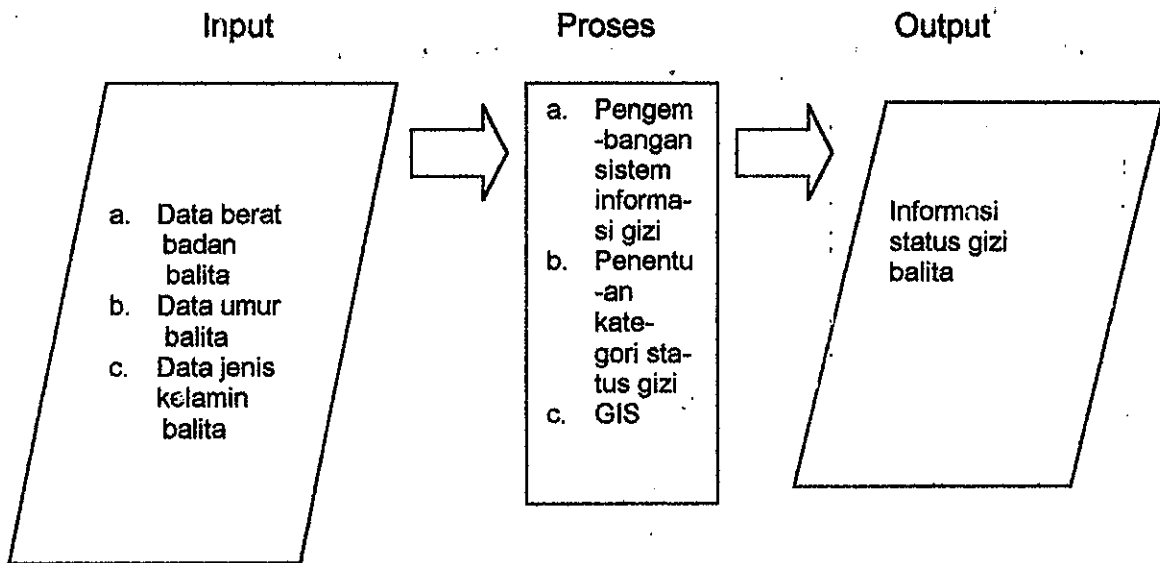 Input
Proses
Output
a. Data berat
badan
balita
b. Data umur
balita
c. Data jenis
kelamin
balita
a. Pengem
-bangan
sistem
informa-
si gizi
b. Penentu
-an
kate-
gori sta-
tus gizi
c. GIS
Informasi
status gizi
balita